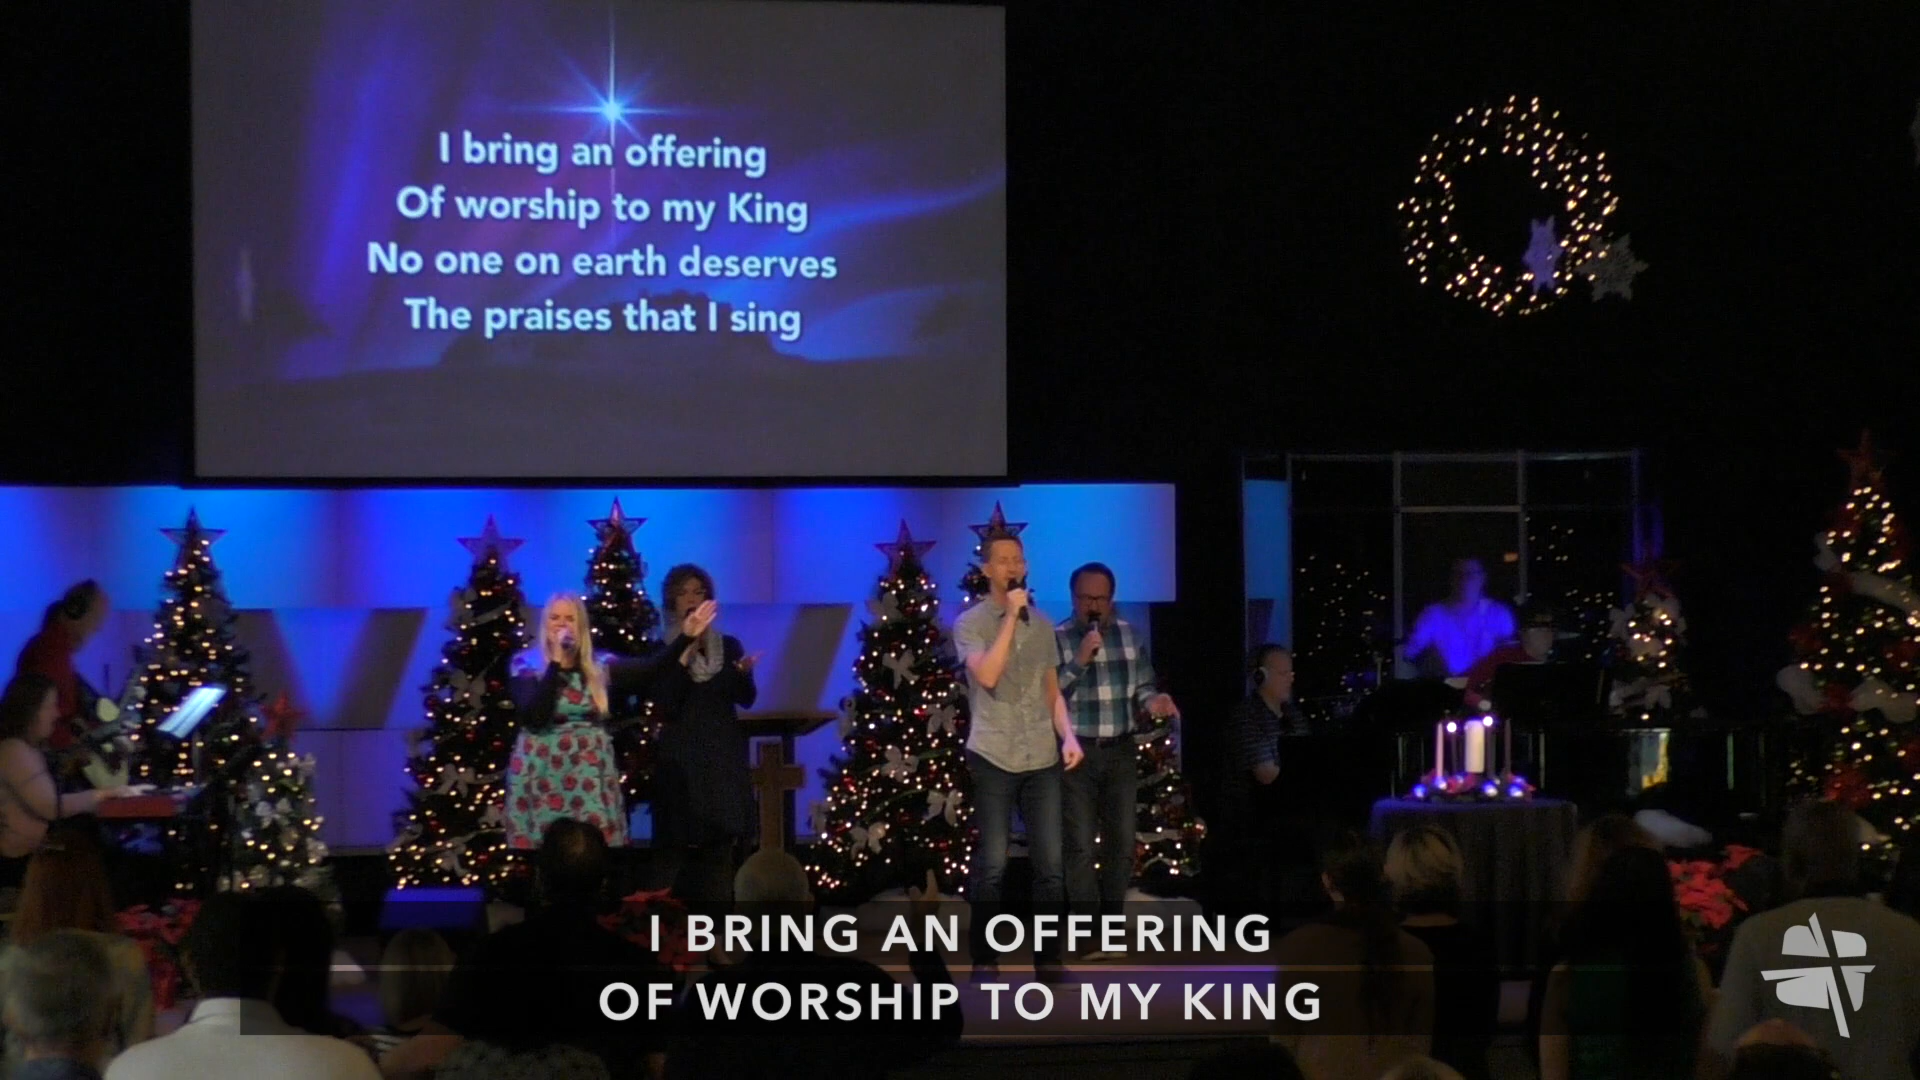 I bring an offering
Of worship to my King
No one on earth deserves
The praises that I sing
I BRING AN OFFERING
OF WORSHIP TO MY KING